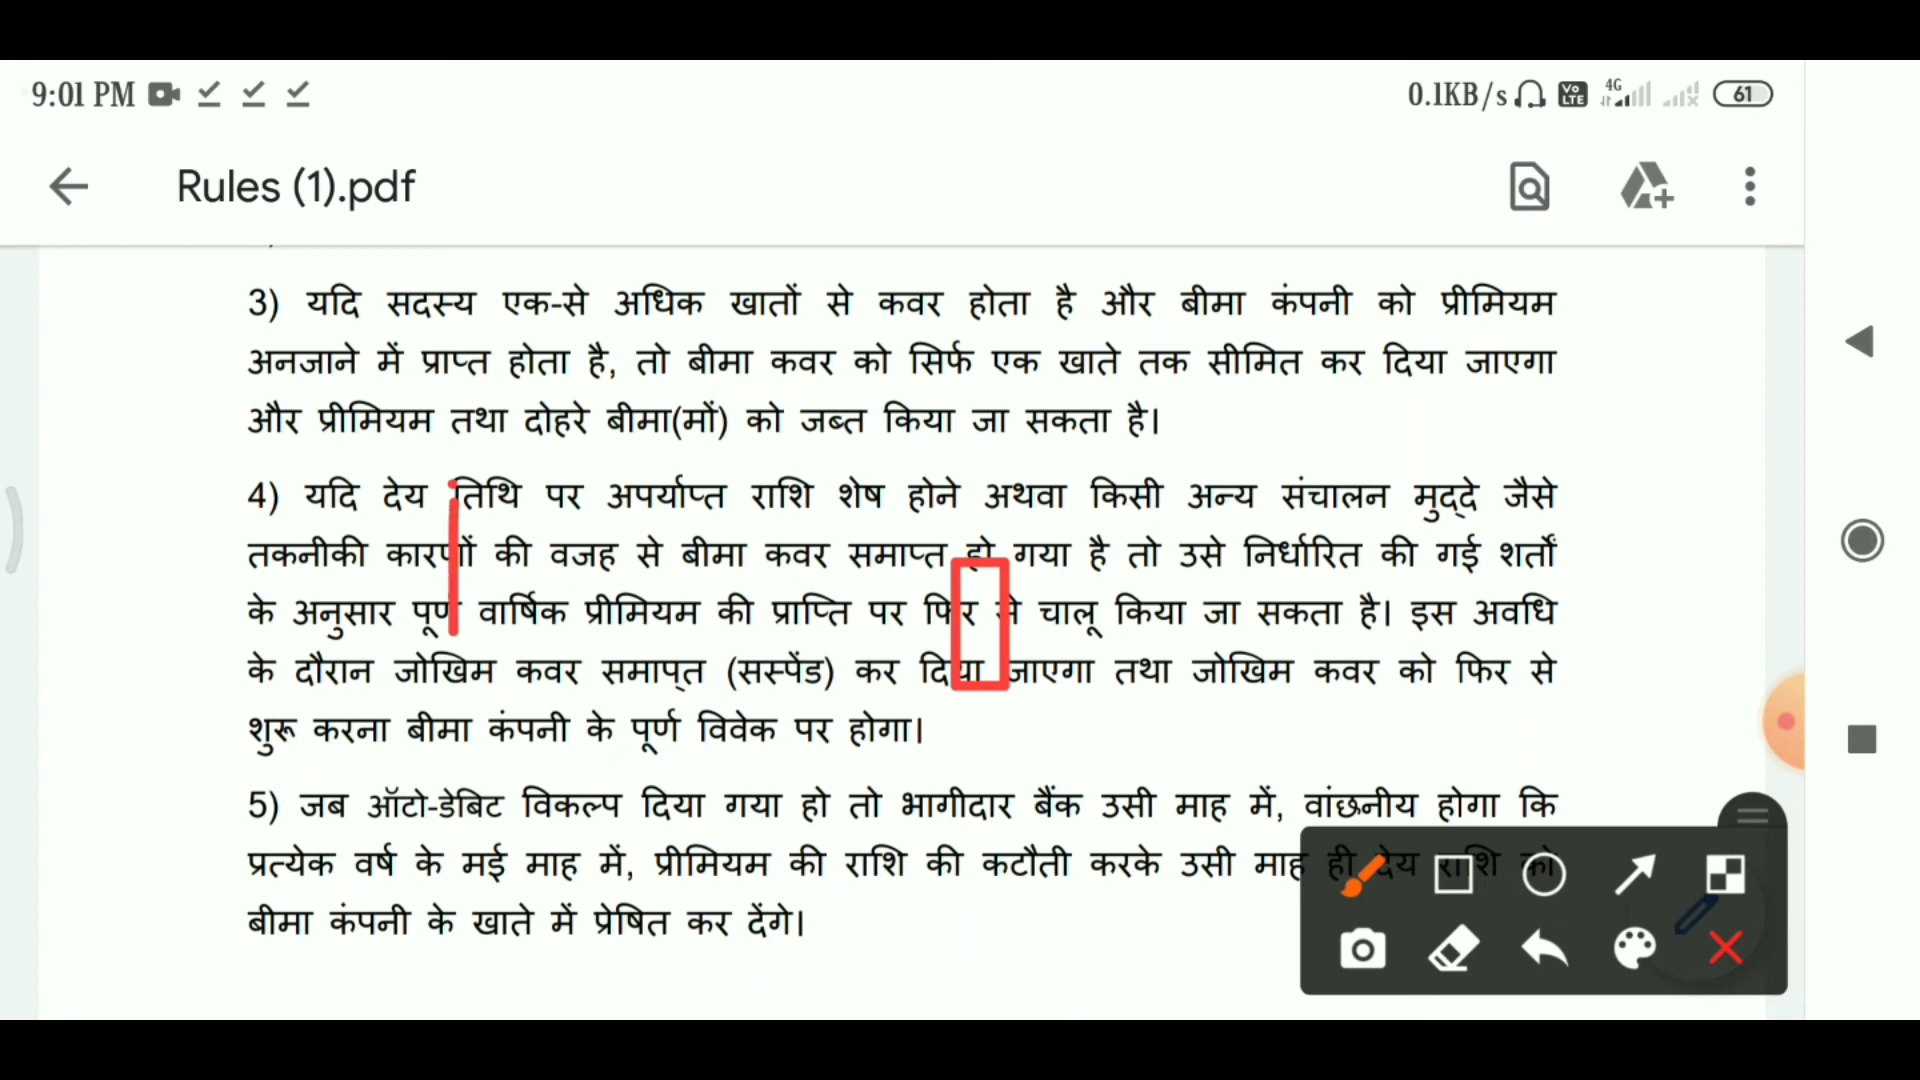 9:01 PM
0.1KB/s Vo LTE 4G 61
Rules (1).pdf
3) यदि सदस्य एक-से अधिक खातों से कवर होता है और बीमा कंपनी को प्रीमियम
अनजाने में प्राप्त होता है, तो बीमा कवर को सिर्फ एक खाते तक सीमित कर दिया जाएगा
और प्रीमियम तथा दोहरे बीमा(मों) को जब्त किया जा सकता है।
4) यदि देय तिथि पर अपर्याप्त राशि शेष होने अथवा किसी अन्य संचालन मुद्दे जैसे
तकनीकी कारणों की वजह से बीमा कवर समाप्त हो गया है तो उसे निर्धारित की गई शर्तों
के अनुसार पूर्ण वार्षिक प्रीमियम की प्राप्ति पर फिर से चालू किया जा सकता है। इस अवधि
के दौरान जोखिम कवर समाप्‌त (सस्पेंड) कर दिया जाएगा तथा जोखिम कवर को फिर से
शुरू करना बीमा कंपनी के पूर्ण विवेक पर होगा।
5) जब ऑटो-डेबिट विकल्प दिया गया हो तो भागीदार बैंक उसी माह में, वांछनीय होगा कि
प्रत्येक वर्ष के मई माह में, प्रीमियम की राशि की कटौती करके उसी माह ही देय राशि को
बीमा कंपनी के खाते में प्रेषित कर देंगे।